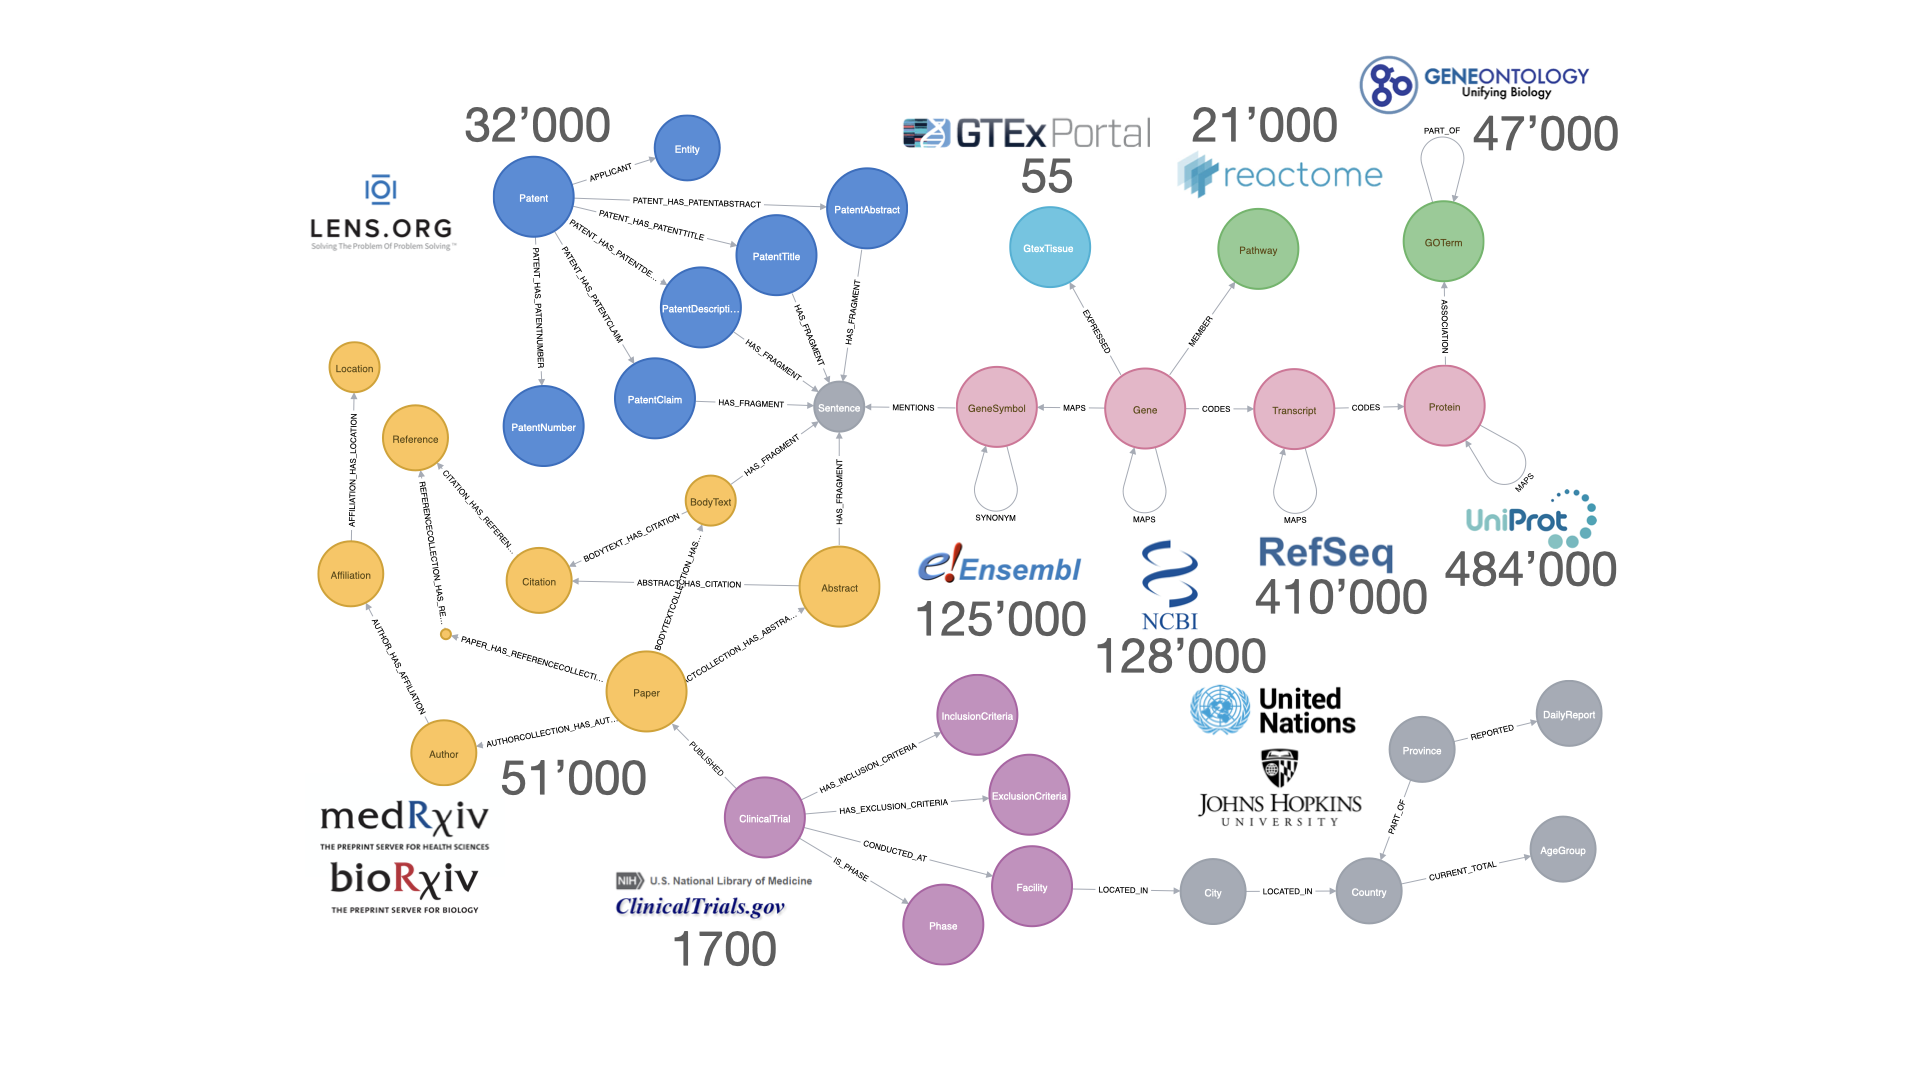 GENEONTOLOGY
Unifying Biology
47'000
PART_OF
GOTerm
ASSOCIATION
32'000
Entity
APPLICANT
Patent
PATENT_HAS_PATENTABSTRACT
PatentAbstract
PATENT_HAS_PATENTTITLE
PatentTitle
PATENT_HAS_PATENTDE...
PatentDescripti...
PATENT_HAS_PATENTCLAIM
PatentClaim
PATENT_HAS_PATENTNUMBER
PatentNumber
LENS.ORG
Solving The Problem Of Problem Solving ™
HAS_FRAGMENT
HAS_FRAGMENT
HAS_FRAGMENT
HAS_FRAGMENT
Sentence
GTEx Portal
55
GtexTissue
EXPRESSED
21'000
reactome
Pathway
MEMBER
MENTIONS
GeneSymbol
MAPS
Gene
CODES
Transcript
CODES
Protein
SYNONYM
MAPS
MAPS
MAPS
e!Ensembl
125'000
NCBI
128'000
RefSeq
410'000
UniProt
484'000
Location
AFFILIATION_HAS_LOCATION
Reference
CITATION_HAS_REFEREN...
REFERENCECOLLECTION_HAS_RE...
Affiliation
AUTHOR_HAS_AFFILIATION
Citation
BODYTEXT_HAS_CITATION
BodyText
HAS_FRAGMENT
HAS_FRAGMENT
ABSTRACT_HAS_CITATION
Abstract
BODYTEXTCOLLECTION_HAS...
CTCOLLECTION_HAS_ABSTRA...
PAPER_HAS_REFERENCECOLLECTI...
Paper
AUTHORCOLLECTION_HAS_AUT...
Author
51'000
medRxiv
THE PREPRINT SERVER FOR HEALTH SCIENCES
bioRxiv
THE PREPRINT SERVER FOR BIOLOGY
PUBLISHED
ClinicalTrial
HAS_INCLUSION_CRITERIA
InclusionCriteria
HAS_EXCLUSION_CRITERIA
ExclusionCriteria
CONDUCTED_AT
Facility
IS_PHASE
Phase
NIH U.S. National Library of Medicine
ClinicalTrials.gov
1700
LOCATED_IN
City
LOCATED_IN
Country
United
Nations
JOHNS HOPKINS
UNIVERSITY
Province
REPORTED
DailyReport
PART_OF
CURRENT_TOTAL
AgeGroup